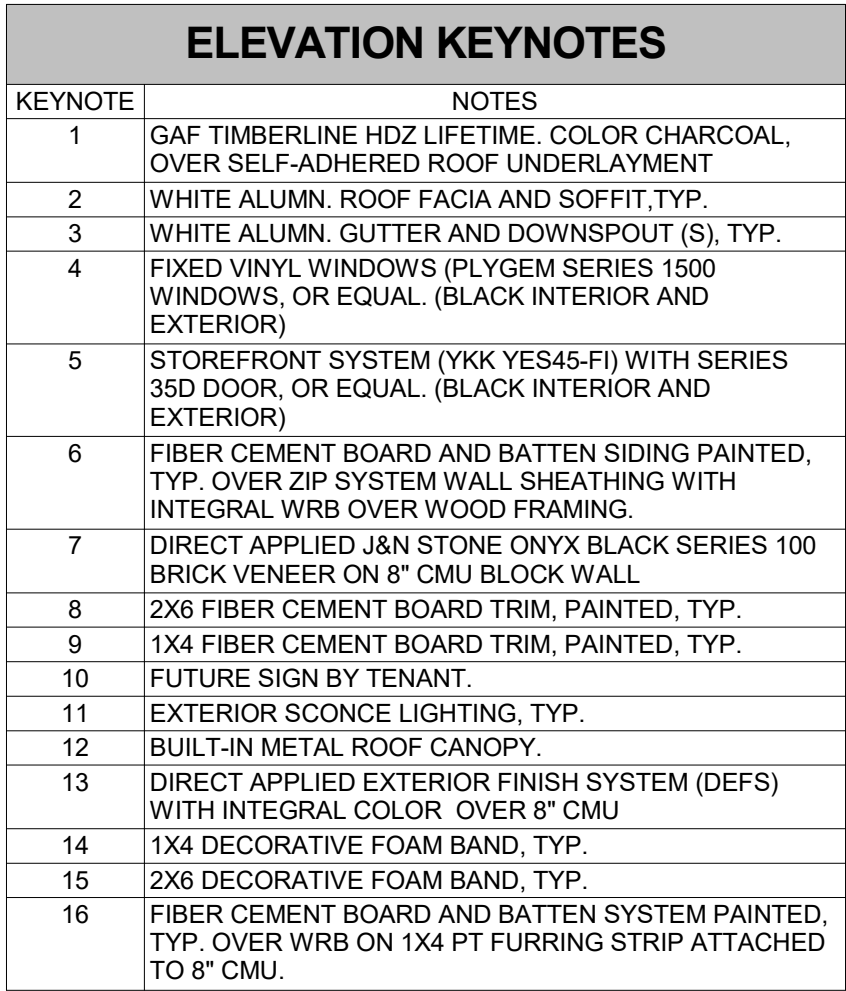 ELEVATION KEYNOTES
KEYNOTE NOTES
1 GAF TIMBERLINE HDZ LIFETIME. COLOR CHARCOAL,
OVER SELF-ADHERED ROOF UNDERLAYMENT
2 WHITE ALUMN. ROOF FACIA AND SOFFIT,TYP.
3 WHITE ALUMN. GUTTER AND DOWNSPOUT (S), TYP.
4 FIXED VINYL WINDOWS (PLYGEM SERIES 1500
WINDOWS, OR EQUAL. (BLACK INTERIOR AND
EXTERIOR)
5 STOREFRONT SYSTEM (YKK YES45-FI) WITH SERIES
35D DOOR, OR EQUAL. (BLACK INTERIOR AND
EXTERIOR)
6 FIBER CEMENT BOARD AND BATTEN SIDING PAINTED,
TYP. OVER ZIP SYSTEM WALL SHEATHING WITH
INTEGRAL WRB OVER WOOD FRAMING.
7 DIRECT APPLIED J&N STONE ONYX BLACK SERIES 100
BRICK VENEER ON 8" CMU BLOCK WALL
8 2X6 FIBER CEMENT BOARD TRIM, PAINTED, TYP.
9 1X4 FIBER CEMENT BOARD TRIM, PAINTED, TYP.
10 FUTURE SIGN BY TENANT.
11 EXTERIOR SCONCE LIGHTING, TYP.
12 BUILT-IN METAL ROOF CANOPY.
13 DIRECT APPLIED EXTERIOR FINISH SYSTEM (DEFS)
WITH INTEGRAL COLOR OVER 8" CMU
14 1X4 DECORATIVE FOAM BAND, TYP.
15 2X6 DECORATIVE FOAM BAND, TYP.
16 FIBER CEMENT BOARD AND BATTEN SYSTEM PAINTED,
TYP. OVER WRB ON 1X4 PT FURRING STRIP ATTACHED
TO 8" CMU.